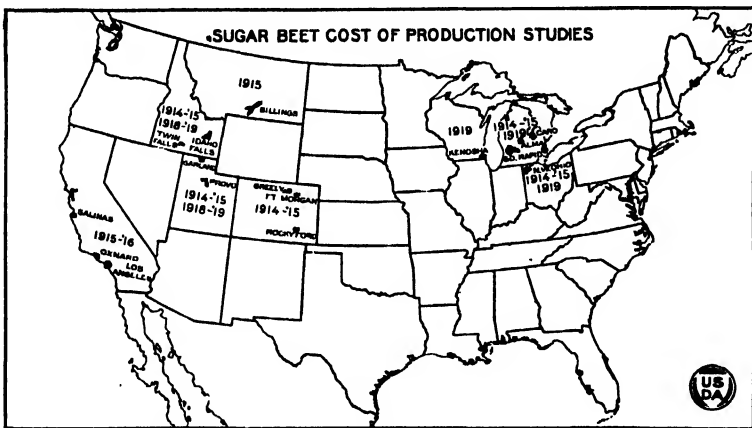 SUGAR BEET COST OF PRODUCTION STUDIES
1915
BILLINGS
1914-'15
1918-'19
TWIN FALLS
IDAHO FALLS
GARLAND
PROVO
1914-'15
1918-'19
GREELY
FT MORGAN
1914-'15
ROCKYFORD
SALINAS
1915-'16
OXNARD
LOS ANGELES
1919
KENOSHA
1914-'15
1919
CARO
ALMA
GD. RAPIDS
1914-'15
1919
US
DA